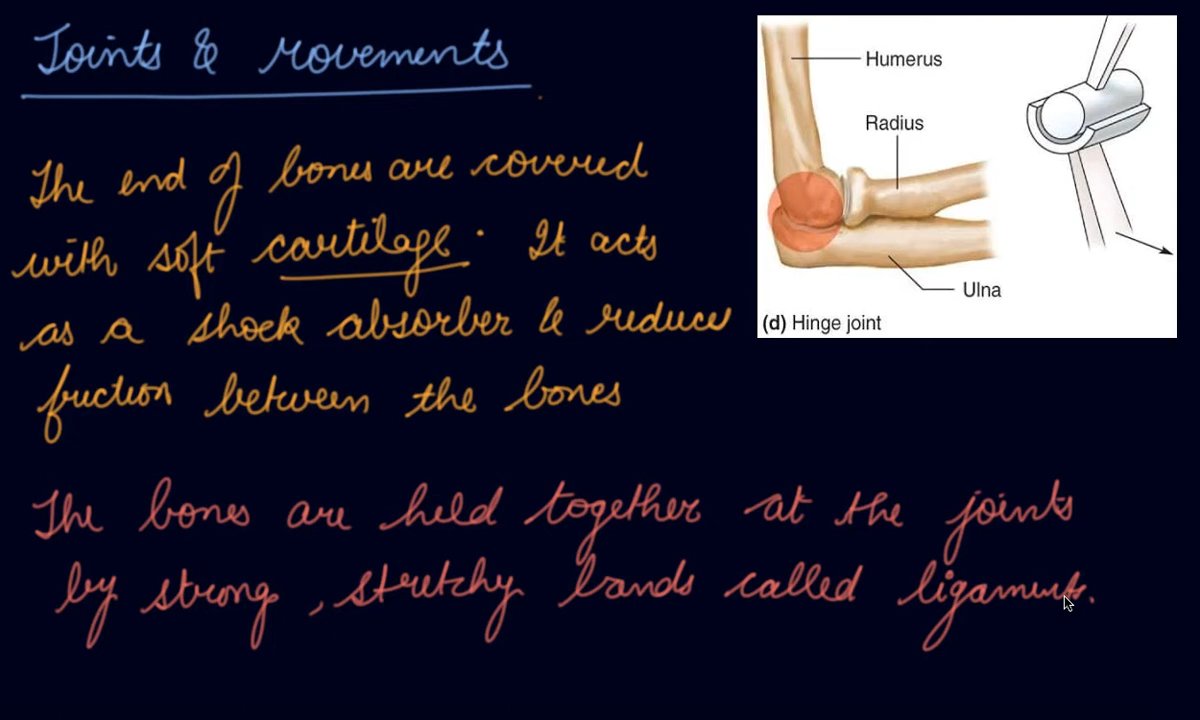 Joints & Movements
The end of bones are covered
with soft cartilage. It acts
as a shock absorber & reduces
friction between the bones
The bones are held together at the joints
by strong, stretchy bands called ligaments.
Humerus
Radius
Ulna
(d) Hinge joint